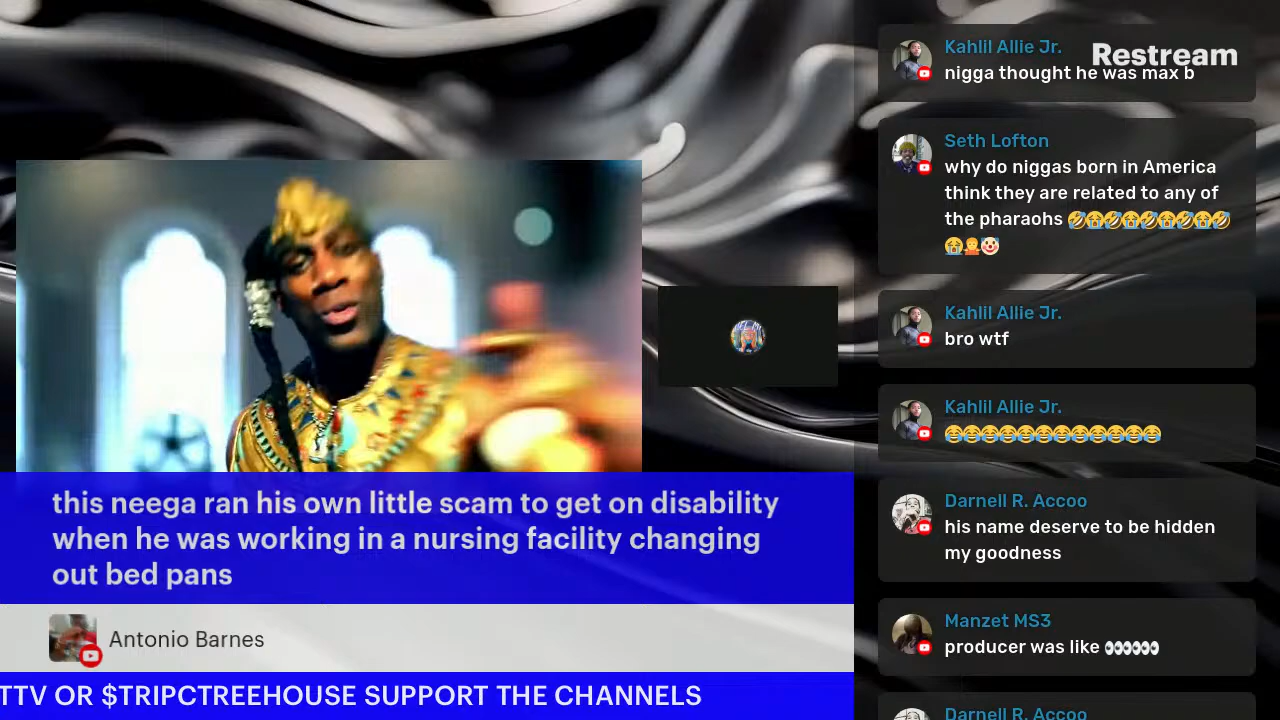 this neega ran his own little scam to get on disability
when he was working in a nursing facility changing
out bed pans
Antonio Barnes
TTV OR $TRIPCTREEHOUSE SUPPORT THE CHANNELS
Restream
Kahlil Allie Jr.
nigga thought he was max b
Seth Lofton
why do niggas born in America
think they are related to any of
the pharaohs 🤣😭🤣😭🤣😭🤣😭🤣
😭🤷🤡
Kahlil Allie Jr.
bro wtf
Kahlil Allie Jr.
😂😂😂😂😂😂😂😂😂😂😂😂
Darnell R. Accoo
his name deserve to be hidden
my goodness
Manzet MS3
producer was like 👀👀👀👀👀👀
Darnell R. Accoo